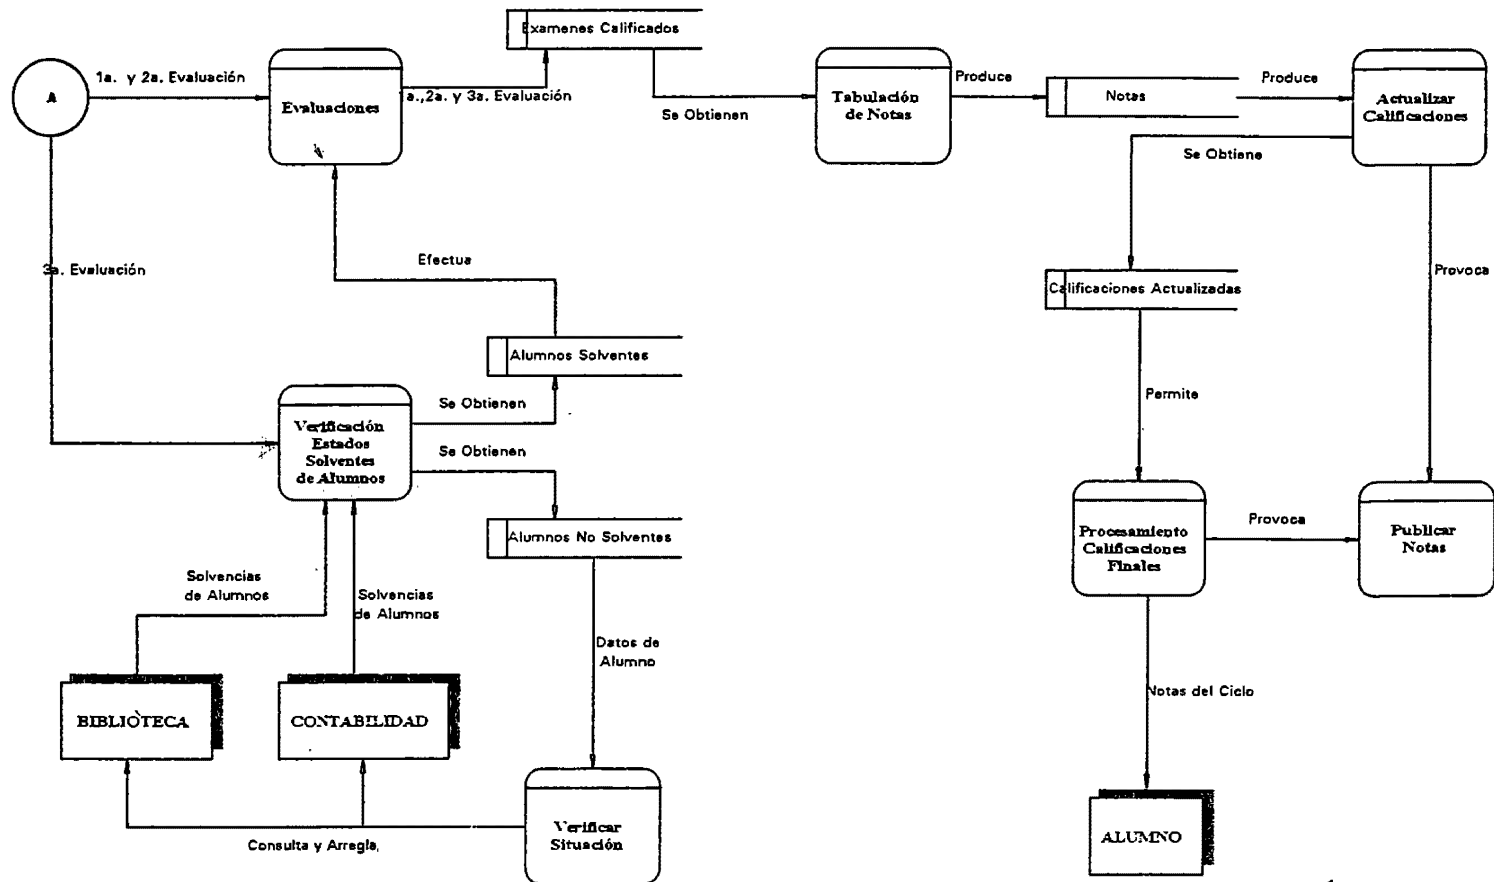 Examenes Calificados
A
1a. y 2a. Evaluación
Evaluaciones
a.,2a. y 3a. Evaluación
Se Obtienen
Tabulación
de Notas
Produce
Notas
Produce
Actualizar
Calificaciones
Se Obtiene
3a. Evaluación
Efectua
Calificaciones Actualizadas
Provoca
Alumnos Solventes
Permite
Verificación
Estados
Solventes
de Alumnos
Se Obtienen
Se Obtienen
Alumnos No Solventes
Procesamiento
Calificaciones
Finales
Provoca
Publicar
Notas
Solvencias
de Alumnos
Solvencias
de Alumnos
Datos de
Alumno
Notas del Ciclo
BIBLIOTECA
CONTABILIDAD
Verificar
Situación
Consulta y Arregla,
ALUMNO